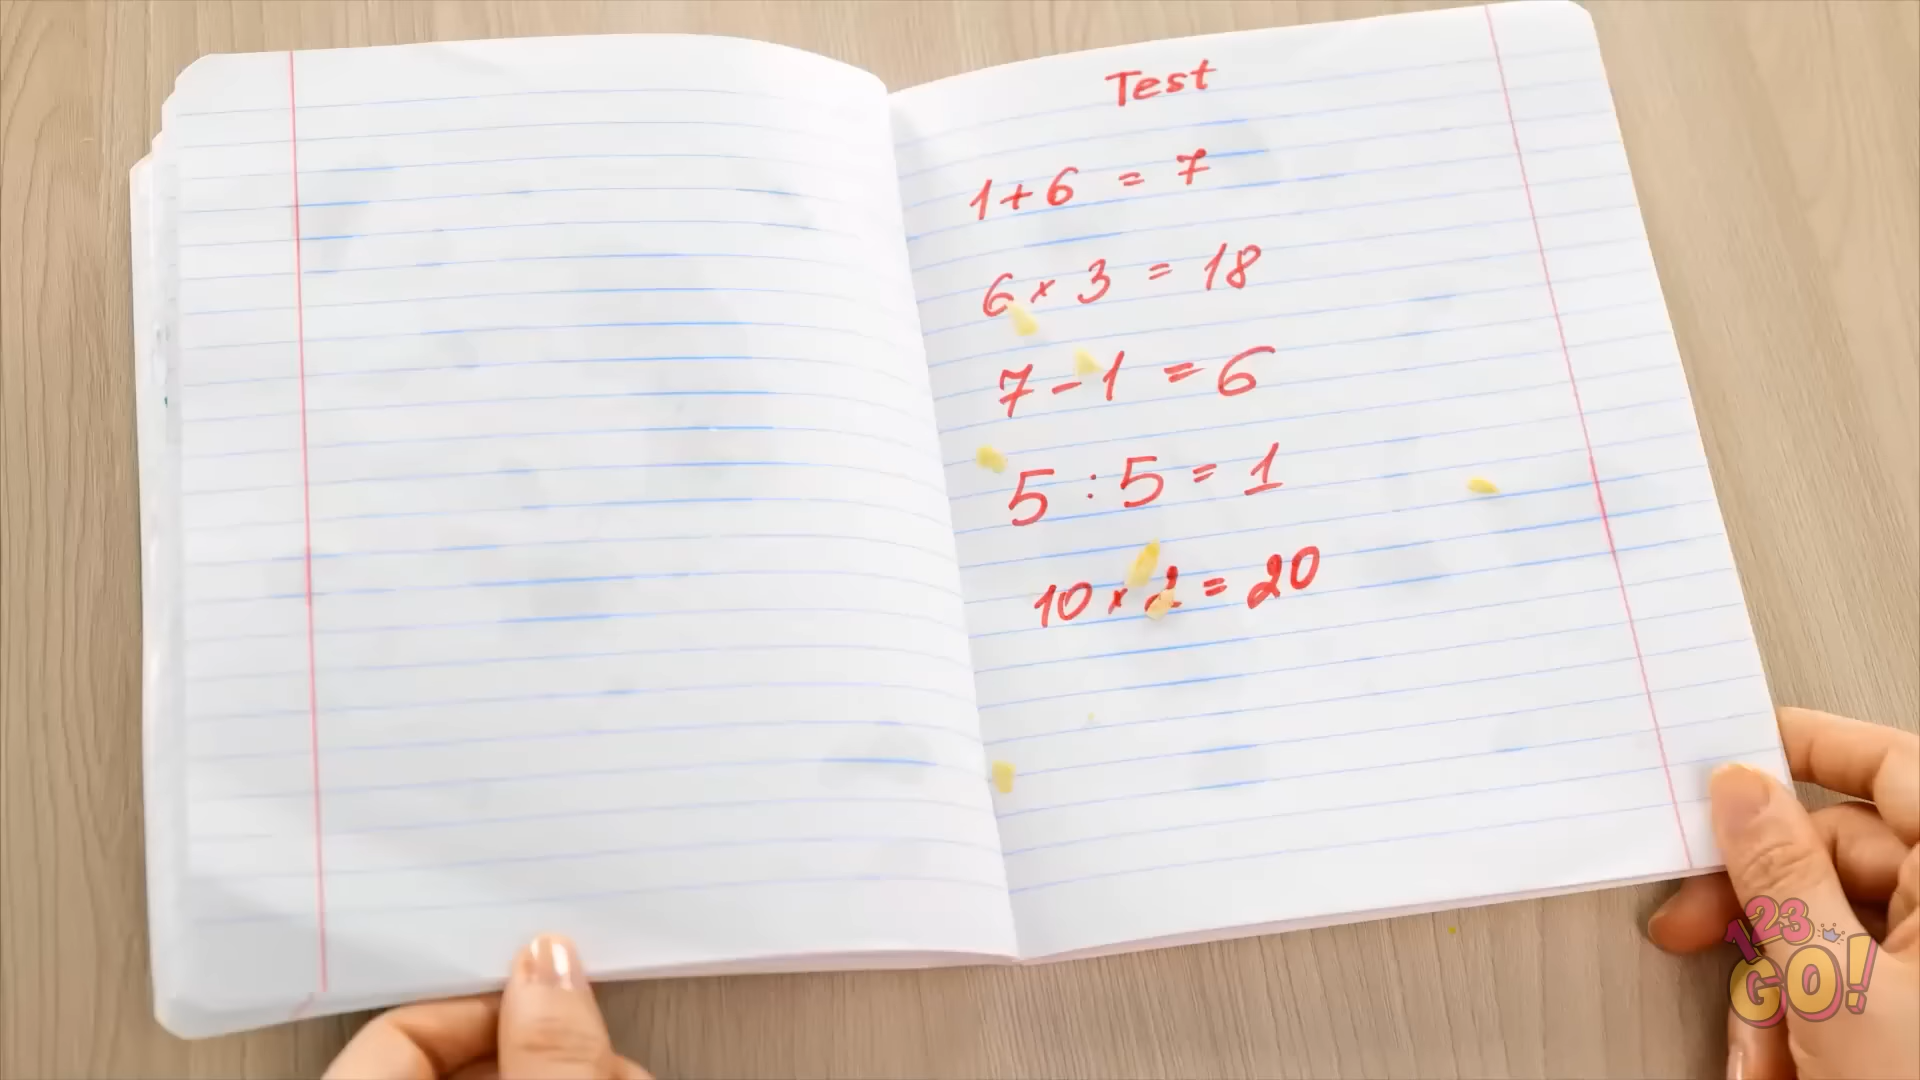 Test
1+6 = 7
6 × 3 = 18
7 - 1 = 6
5 : 5 = 1
10 × 2 = 20
123
GO!